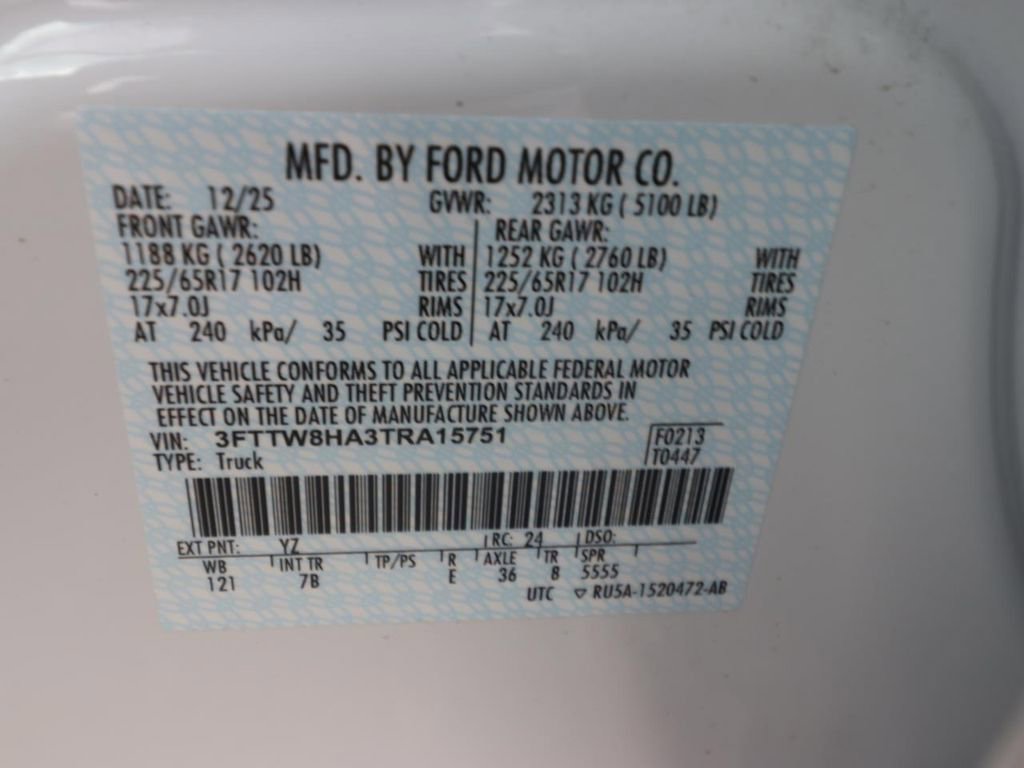 MFD. BY FORD MOTOR CO.
DATE: 12/25 GVWR: 2313 KG ( 5100 LB)
FRONT GAWR: REAR GAWR:
1188 KG ( 2620 LB) WITH 1252 KG ( 2760 LB) WITH
225/65R17 102H TIRES 225/65R17 102H TIRES
17x7.0J RIMS 17x7.0J RIMS
AT 240 kPa/ 35 PSI COLD AT 240 kPa/ 35 PSI COLD
THIS VEHICLE CONFORMS TO ALL APPLICABLE FEDERAL MOTOR
VEHICLE SAFETY AND THEFT PREVENTION STANDARDS IN
EFFECT ON THE DATE OF MANUFACTURE SHOWN ABOVE.
VIN: 3FTTW8HA3TRA15751 F0213
TYPE: Truck T0447
EXT PNT: YZ RC: 24 DSO:
WB INT TR TP/PS R AXLE TR SPR
121 7B E 36 8 5555
UTC ▽ RU5A-1520472-AB